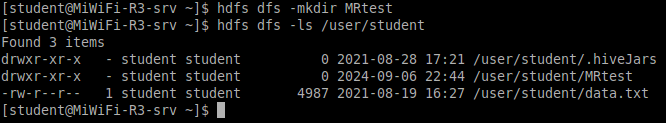 [student@MiWiFi-R3-srv ~]$ hdfs dfs -mkdir MRtest
[student@MiWiFi-R3-srv ~]$ hdfs dfs -ls /user/student
Found 3 items
drwxr-xr-x   - student student          0 2021-08-28 17:21 /user/student/.hiveJars
drwxr-xr-x   - student student          0 2024-09-06 22:44 /user/student/MRtest
-rw-r--r--   1 student student       4987 2021-08-19 16:27 /user/student/data.txt
[student@MiWiFi-R3-srv ~]$